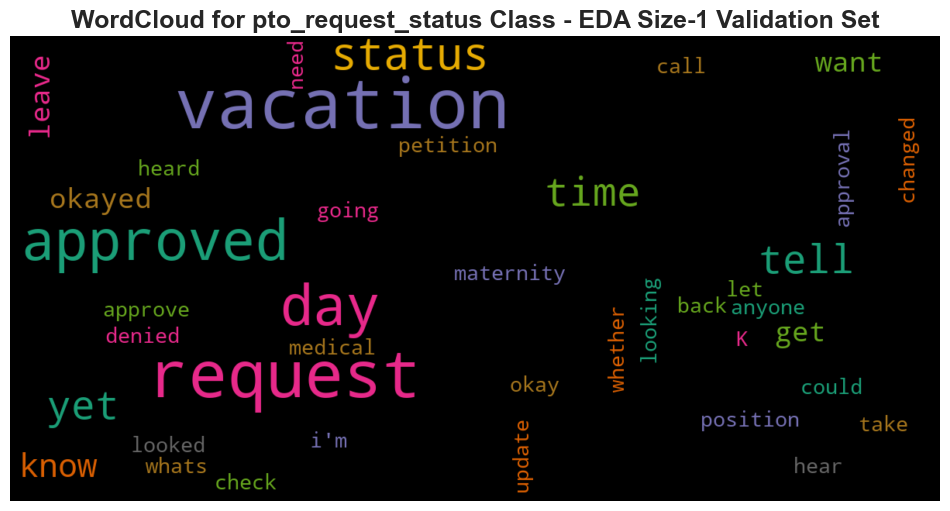 WordCloud for pto_request_status Class - EDA Size-1 Validation Set
status
need
leave
call
want
vacation
petition
approval
changed
heard
okayed
going
time
approved
tell
maternity
let
back
anyone
looking
approve
day
denied
medical
whether
K
get
request
okay
could
yet
position
take
looked
i'm
update
know
whats
hear
check